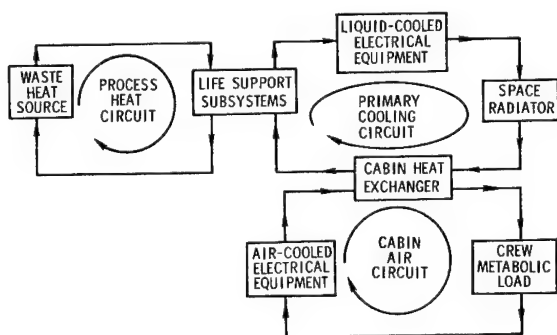 LIQUID-COOLED
ELECTRICAL
EQUIPMENT
WASTE
HEAT
SOURCE
PROCESS
HEAT
CIRCUIT
LIFE SUPPORT
SUBSYSTEMS
PRIMARY
COOLING
CIRCUIT
SPACE
RADIATOR
CABIN HEAT
EXCHANGER
AIR-COOLED
ELECTRICAL
EQUIPMENT
CABIN
AIR
CIRCUIT
CREW
METABOLIC
LOAD